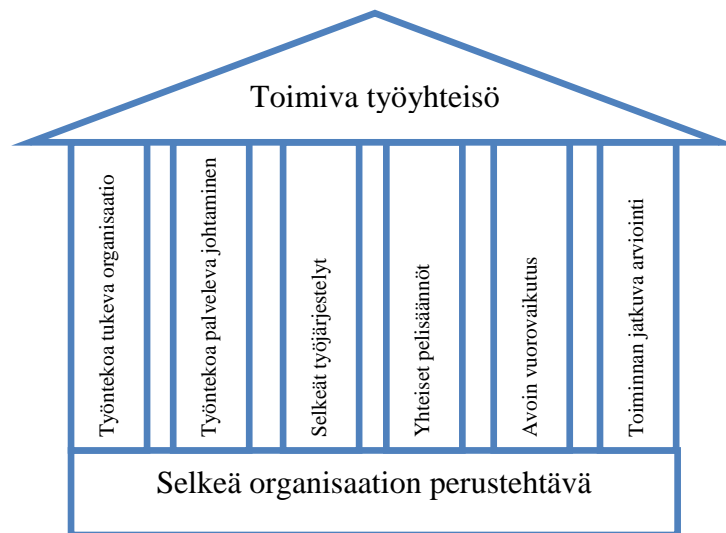 Toimiva työyhteisö
Työntekoa tukeva organisaatio
Työntekoa palveleva johtaminen
Selkeät työjärjestelyt
Yhteiset pelisäännöt
Avoin vuorovaikutus
Toiminnan jatkuva arviointi
Selkeä organisaation perustehtävä